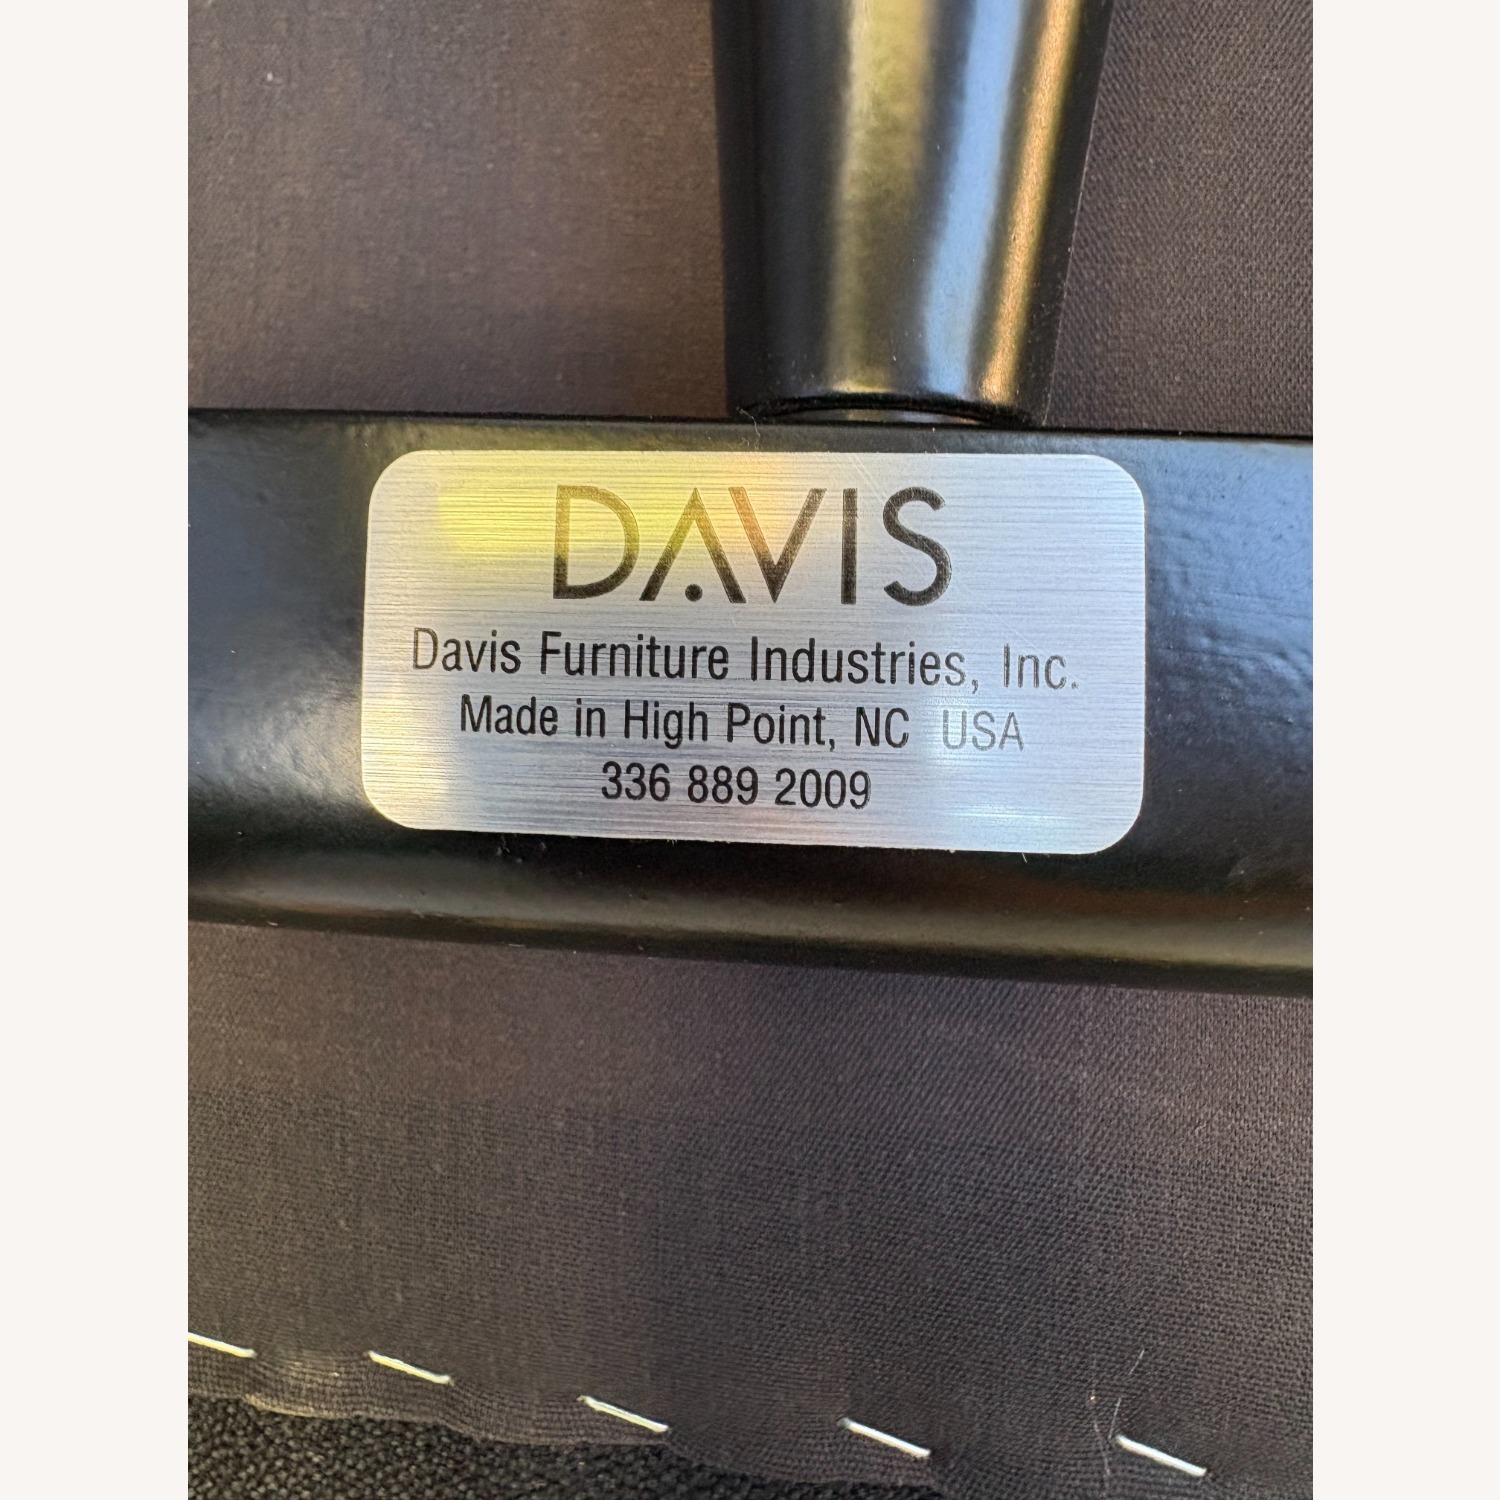 DAVIS
Davis Furniture Industries, Inc.
Made in High Point, NC USA
336 889 2009